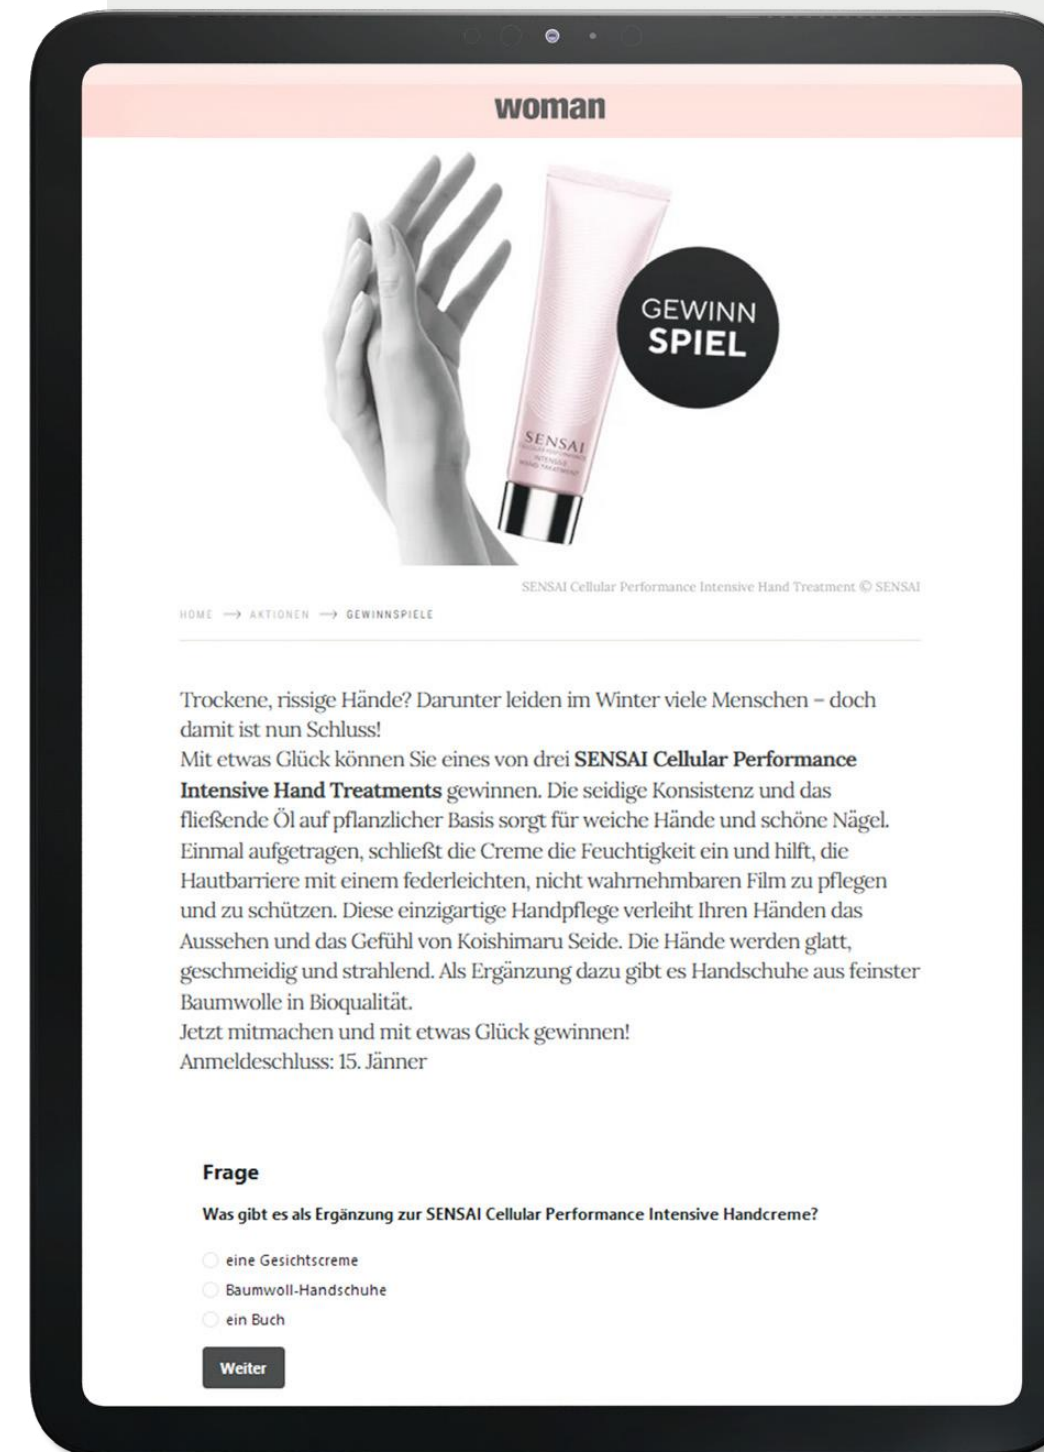 woman
GEWINN
SPIEL
SENSAI
CELLULAR PERFORMANCE
INTENSIVE
HAND TREATMENT
SENSAI Cellular Performance Intensive Hand Treatment © SENSAI
HOME → AKTIONEN → GEWINNSPIELE
Trockene, rissige Hände? Darunter leiden im Winter viele Menschen – doch
damit ist nun Schluss!
Mit etwas Glück können Sie eines von drei SENSAI Cellular Performance
Intensive Hand Treatments gewinnen. Die seidige Konsistenz und das
fließende Öl auf pflanzlicher Basis sorgt für weiche Hände und schöne Nägel.
Einmal aufgetragen, schließt die Creme die Feuchtigkeit ein und hilft, die
Hautbarriere mit einem federleichten, nicht wahrnehmbaren Film zu pflegen
und zu schützen. Diese einzigartige Handpflege verleiht Ihren Händen das
Aussehen und das Gefühl von Koishimaru Seide. Die Hände werden glatt,
geschmeidig und strahlend. Als Ergänzung dazu gibt es Handschuhe aus feinster
Baumwolle in Bioqualität.
Jetzt mitmachen und mit etwas Glück gewinnen!
Anmeldeschluss: 15. Jänner
Frage
Was gibt es als Ergänzung zur SENSAI Cellular Performance Intensive Handcreme?
eine Gesichtscreme
Baumwoll-Handschuhe
ein Buch
Weiter